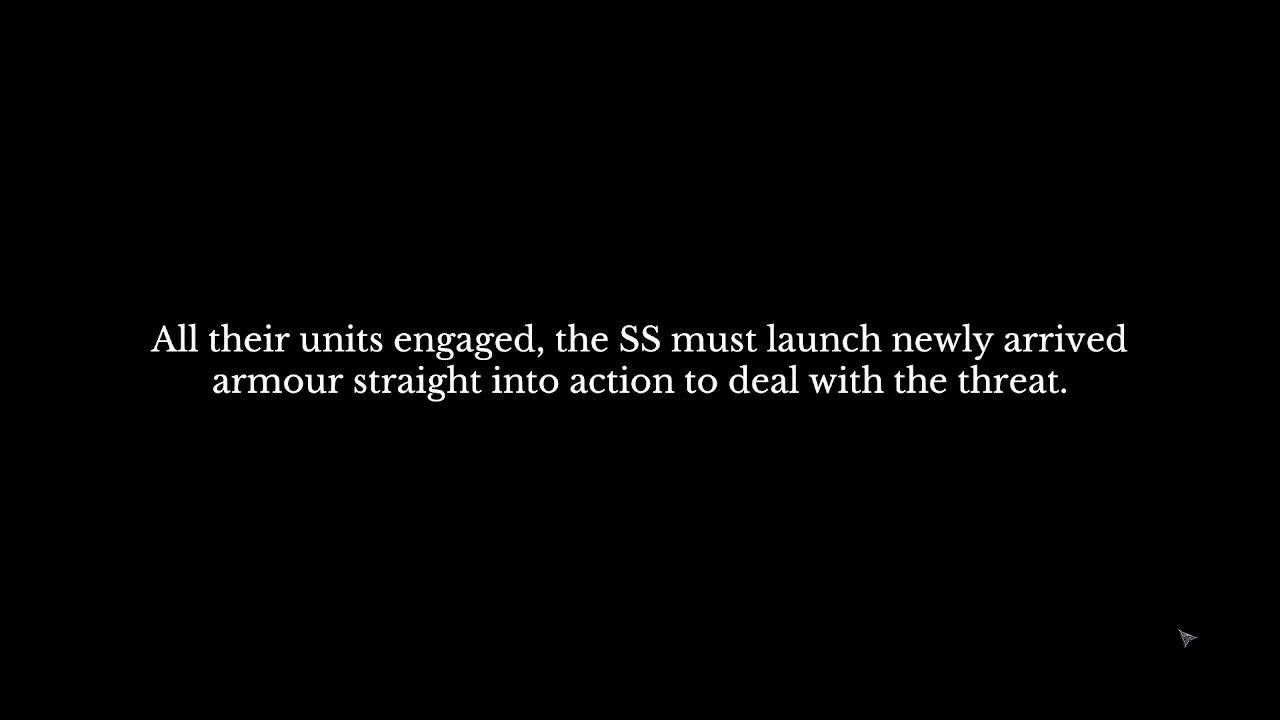 All their units engaged, the SS must launch newly arrived
armour straight into action to deal with the threat.